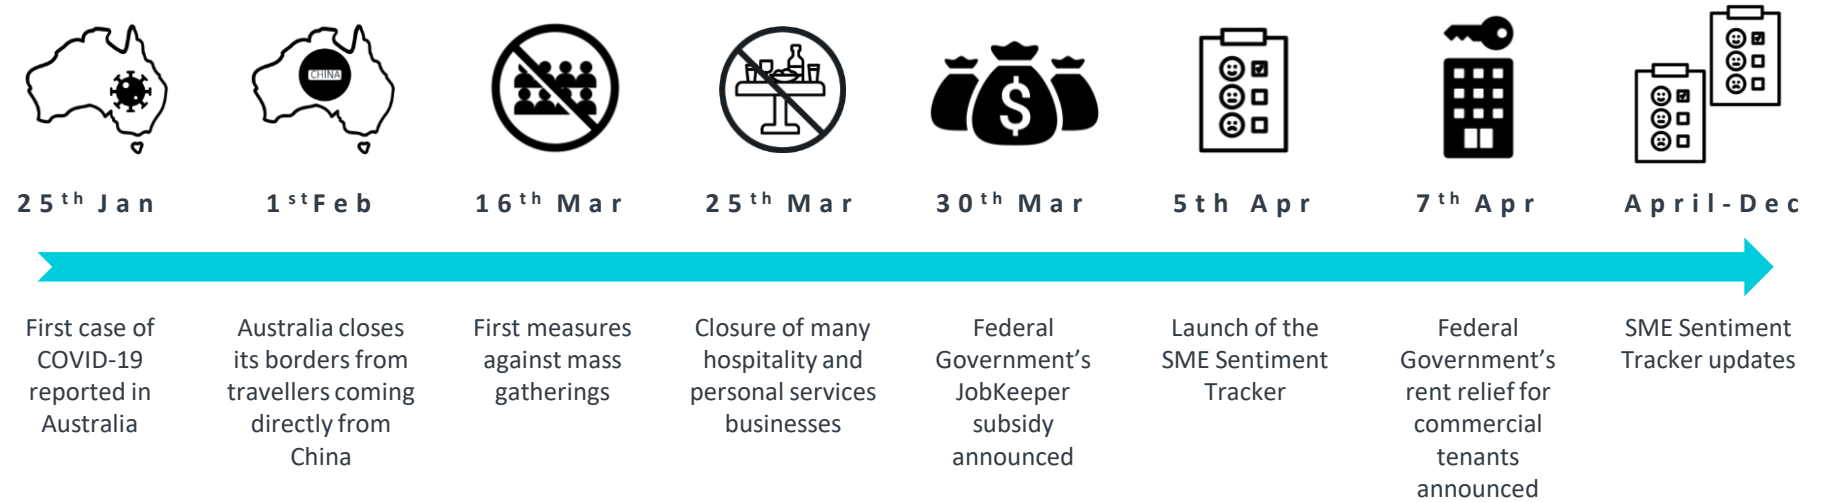 CHINA
25th Jan
1stFeb
16th Mar
25th Mar
30th Mar
5th Apr
7th Apr
April-Dec
First case of
COVID-19
reported in
Australia
Australia closes
its borders from
travellers coming
directly from
China
First measures
against mass
gatherings
Closure of many
hospitality and
personal services
businesses
Federal
Government’s
JobKeeper
subsidy
announced
Launch of the
SME Sentiment
Tracker
Federal
Government’s
rent relief for
commercial
tenants
announced
SME Sentiment
Tracker updates